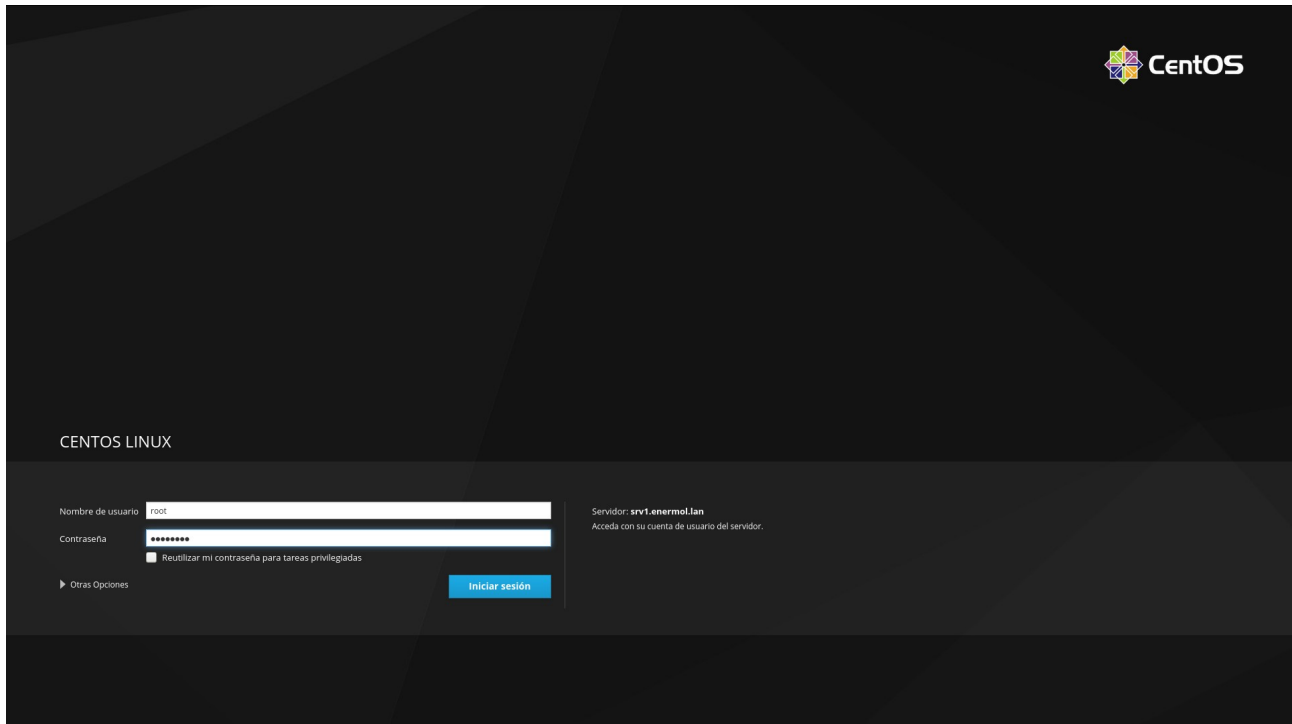 CentOS
CENTOS LINUX
Nombre de usuario root
Contraseña ••••••••
Reutilizar mi contraseña para tareas privilegiadas
Otras Opciones
Iniciar sesión
Servidor: srv1.enermol.lan
Acceda con su cuenta de usuario del servidor.